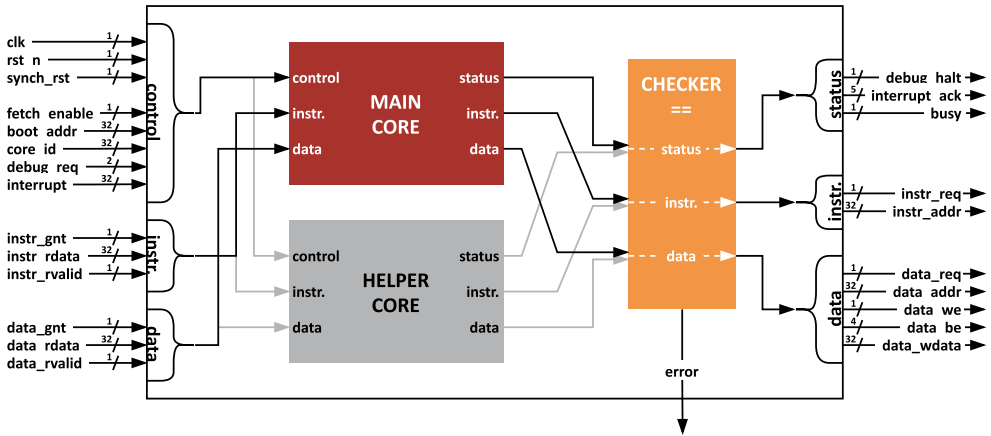 clk 1
rst_n 1
synch_rst 1
fetch_enable 1
boot_addr 32
core_id 32
debug_req 2
interrupt 32
control
instr_gnt 1
instr_rdata 32
instr_rvalid 1
instr.
data_gnt 1
data_rdata 32
data_rvalid 1
data
control
instr.
data
MAIN
CORE
status
instr.
data
control
instr.
data
HELPER
CORE
status
instr.
data
CHECKER
==
status
instr.
data
error
status
1 debug_halt
5 interrupt_ack
1 busy
instr.
1 instr_req
32 instr_addr
data
1 data_req
32 data_addr
1 data_we
4 data_be
32 data_wdata